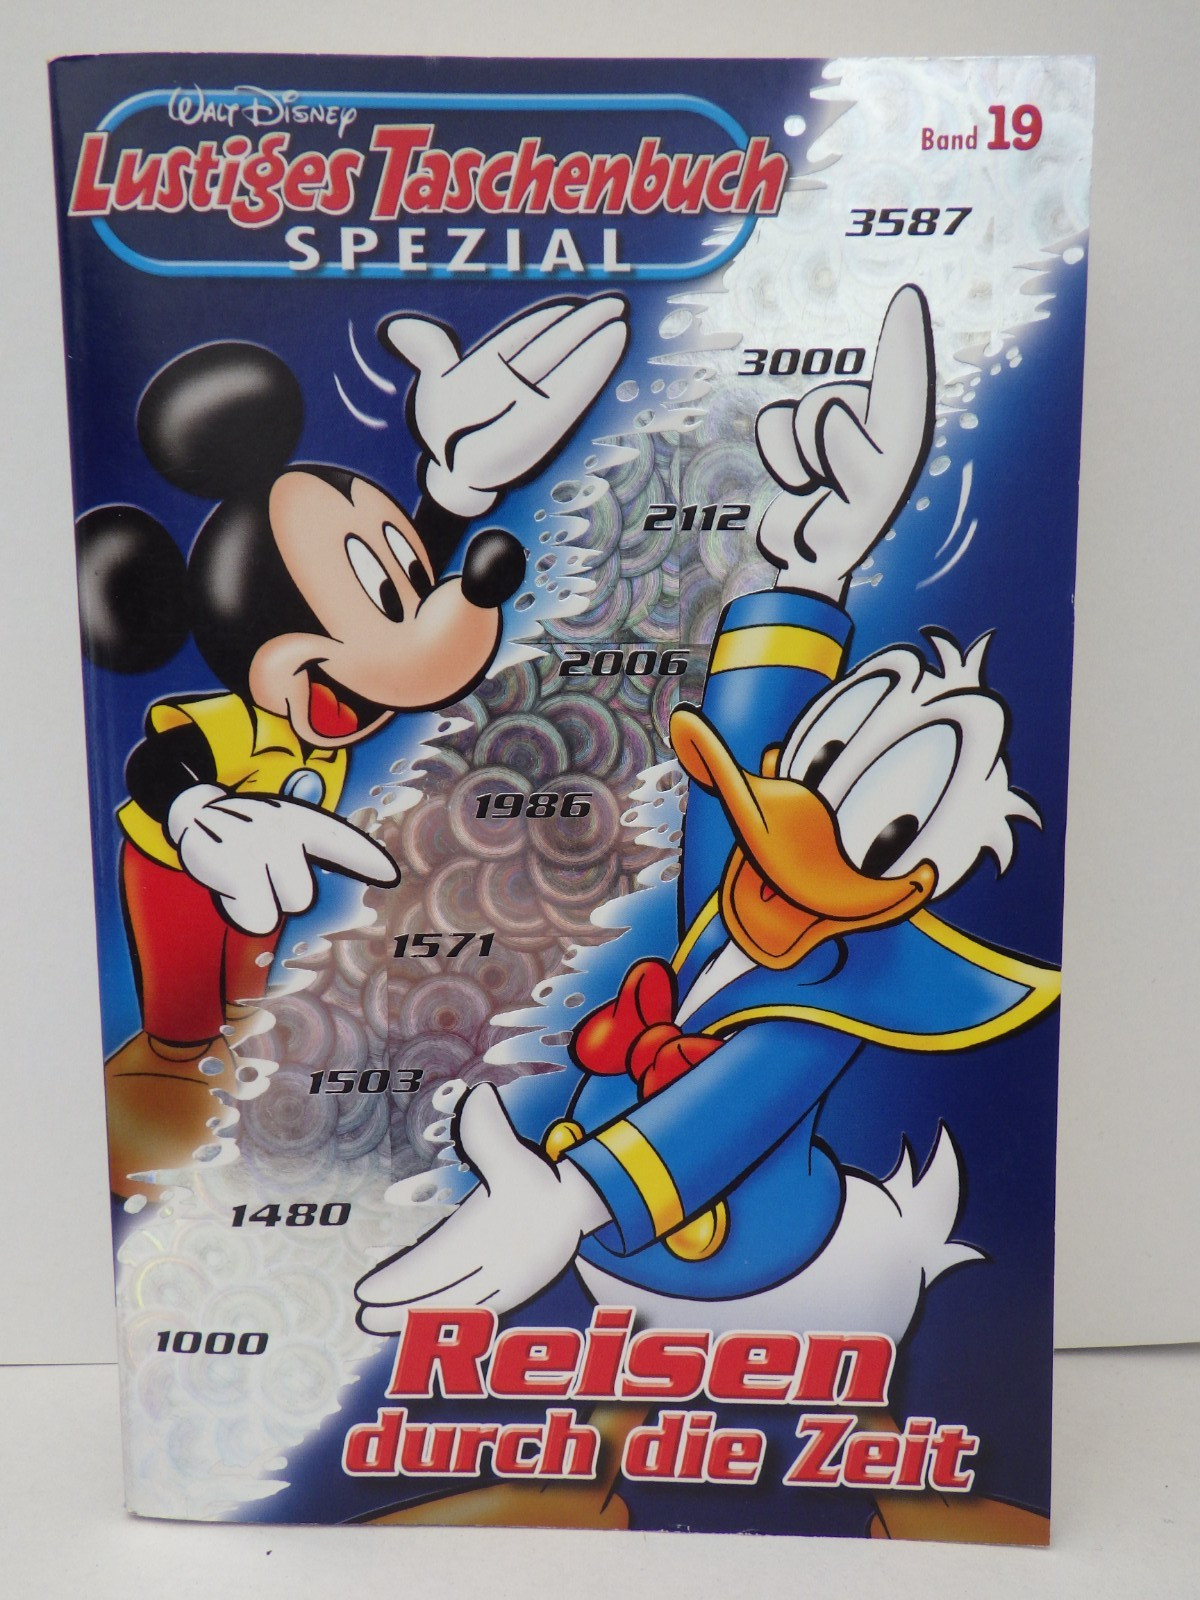 Walt Disney
Lustiges Taschenbuch
SPEZIAL
Band 19
3587
3000
2112
2006
1986
1571
1503
1480
1000
Reisen
durch die Zeit